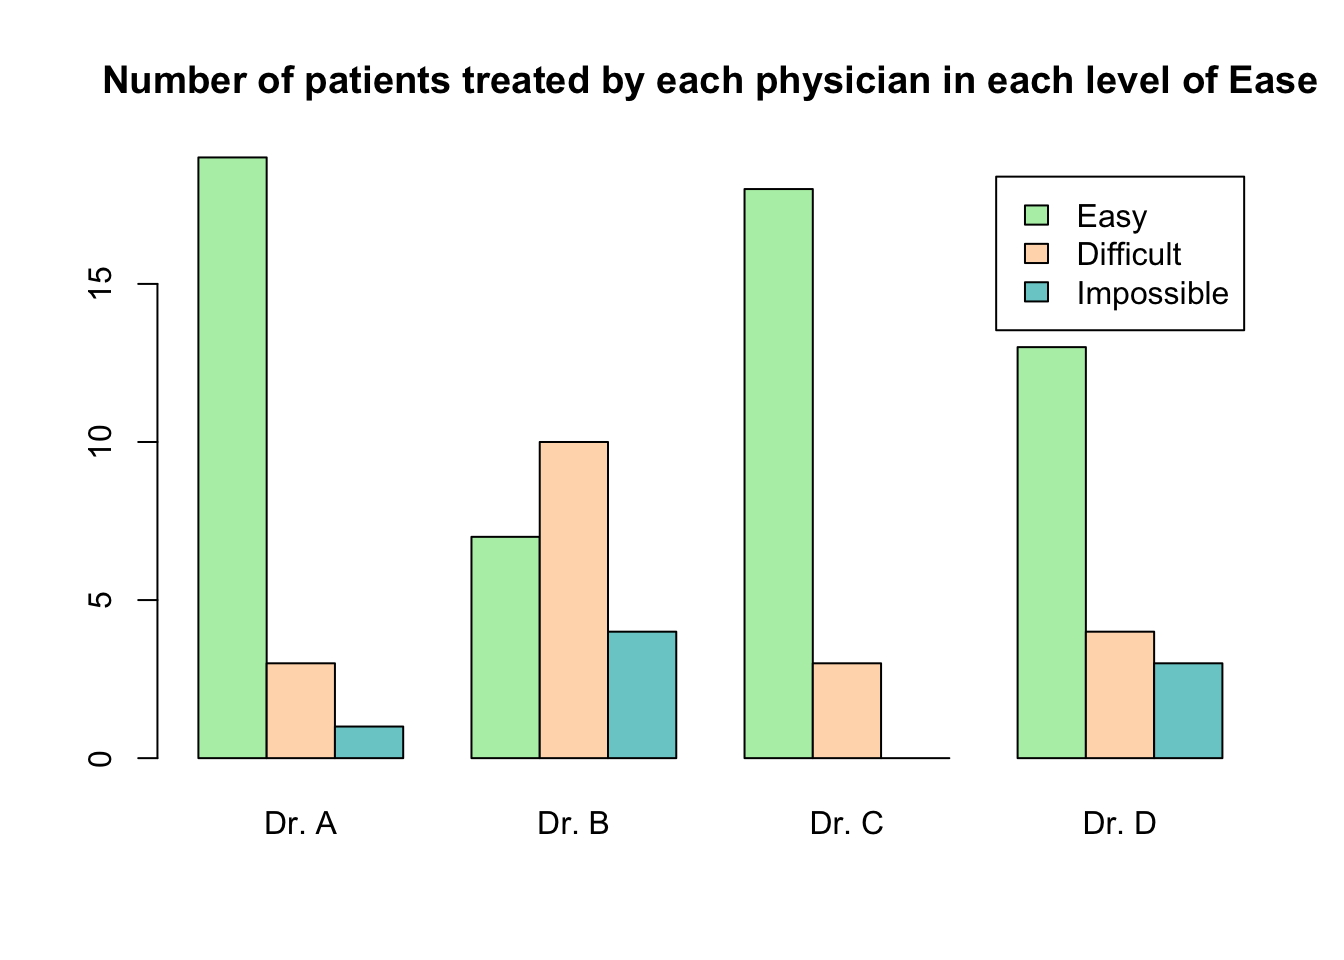 Number of patients treated by each physician in each level of Ease
Easy
Difficult
Impossible
15
10
5
0
Dr. A
Dr. B
Dr. C
Dr. D